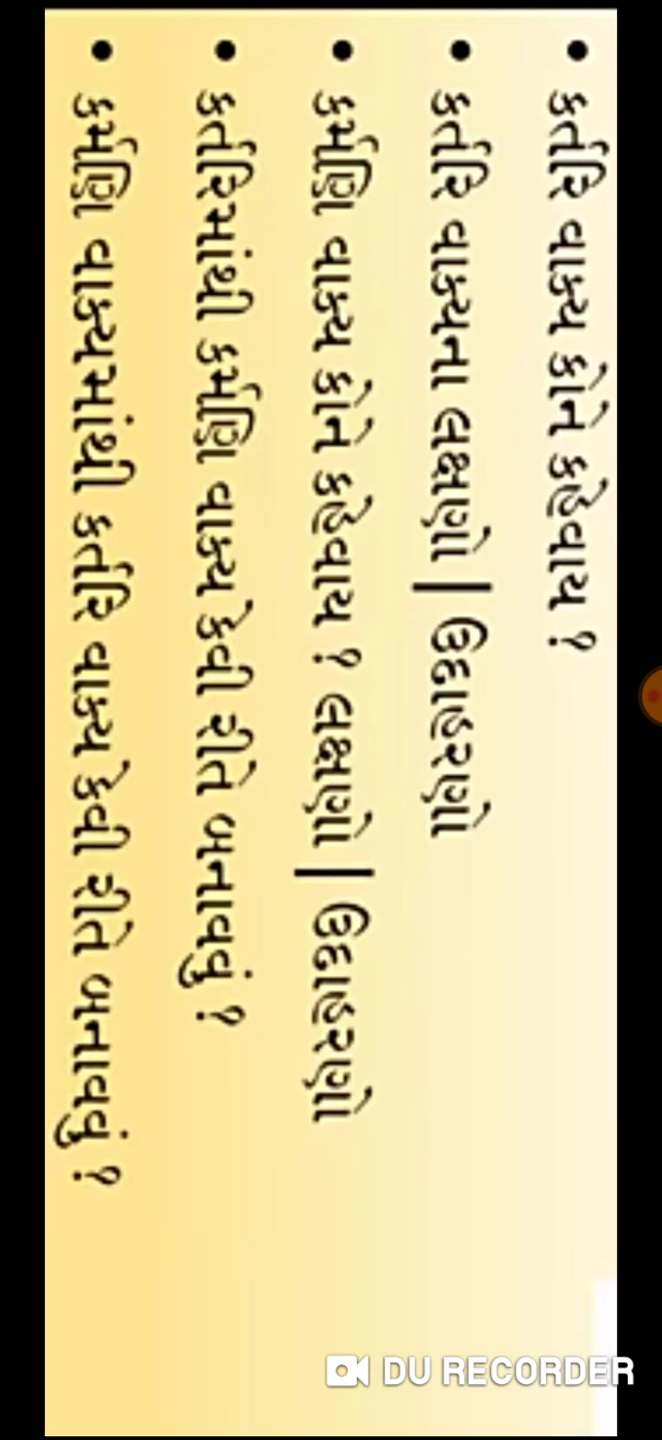 • કર્તરિ વાક્ય કોને કહેવાય ?
• કર્તરિ વાક્યના લક્ષણો | ઉદાહરણો
• કર્મણિ વાક્ય કોને કહેવાય ? લક્ષણો | ઉદાહરણો
• કર્તરિમાંથી કર્મણિ વાક્ય કેવી રીતે બનાવવું ?
• કર્મણિ વાક્યમાંથી કર્તરિ વાક્ય કેવી રીતે બનાવવું ?
DU RECORDER